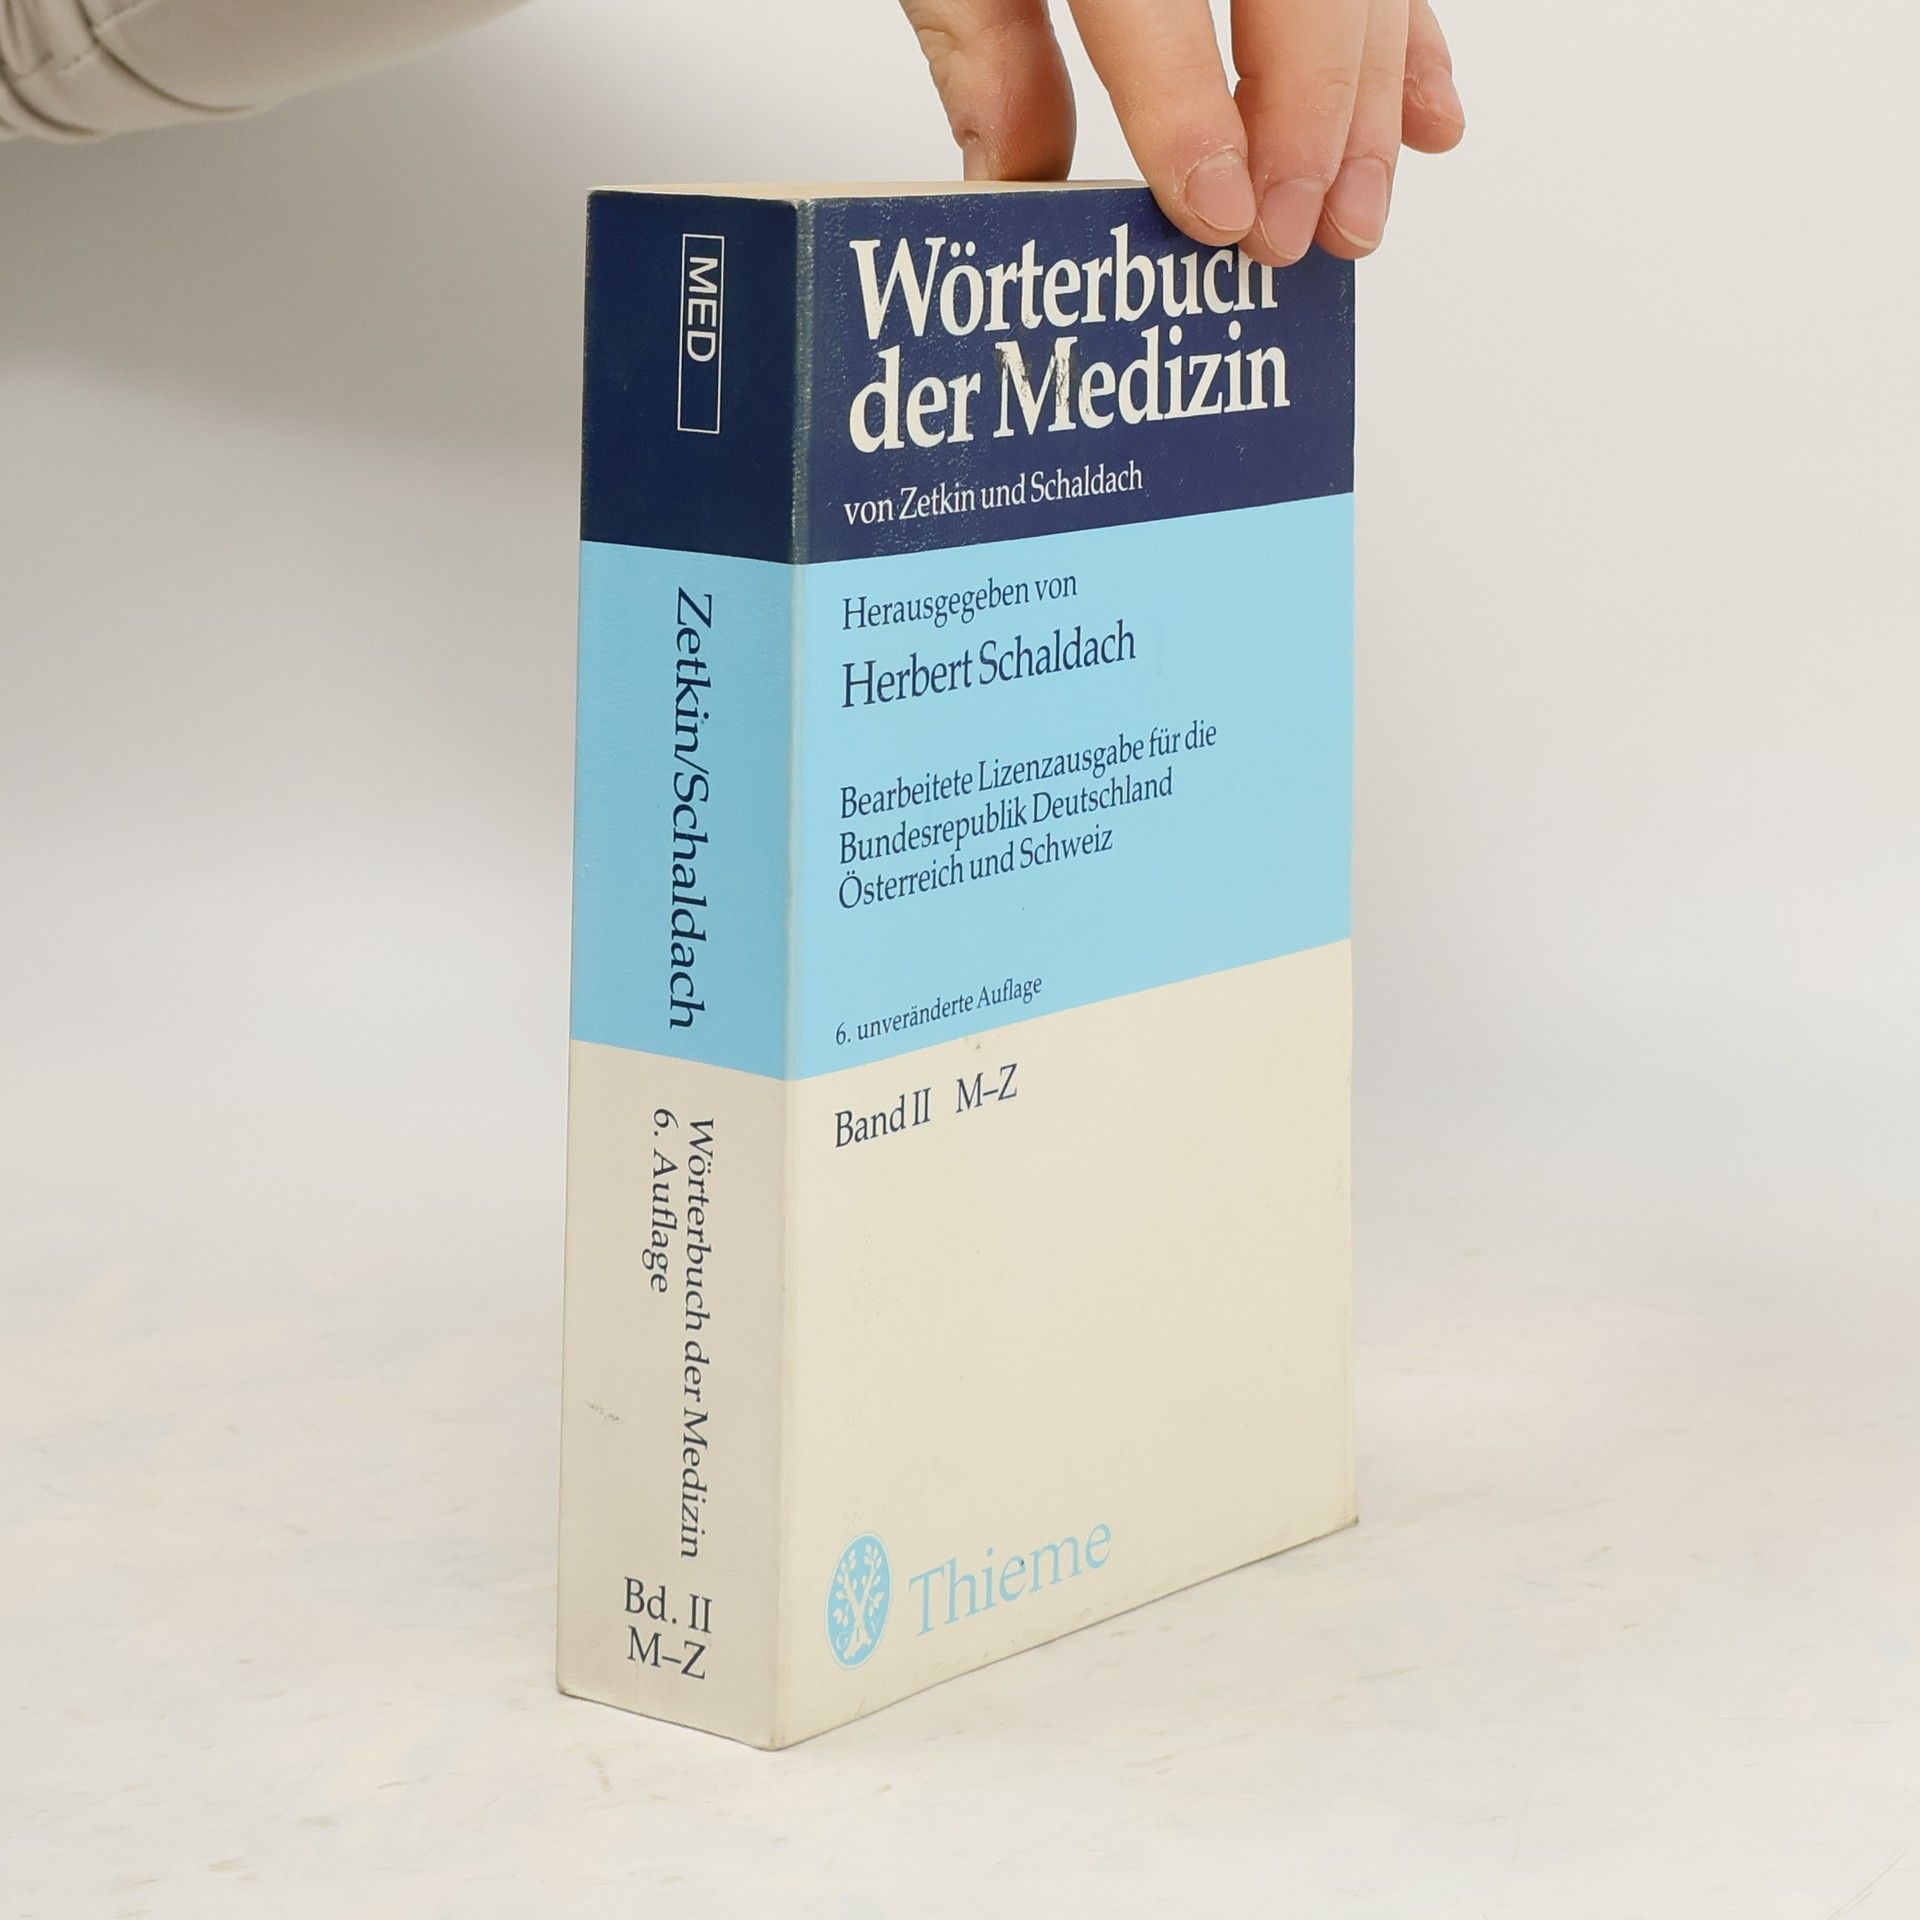 MED
Zetkin/Schaldach
Wörterbuch der Medizin
6. Auflage
Bd. II
M–Z
Wörterbuch
der Medizin
von Zetkin und Schaldach
Herausgegeben von
Herbert Schaldach
Bearbeitete Lizenzausgabe für die
Bundesrepublik Deutschland
Österreich und Schweiz
6. unveränderte Auflage
Band II M–Z
Thieme